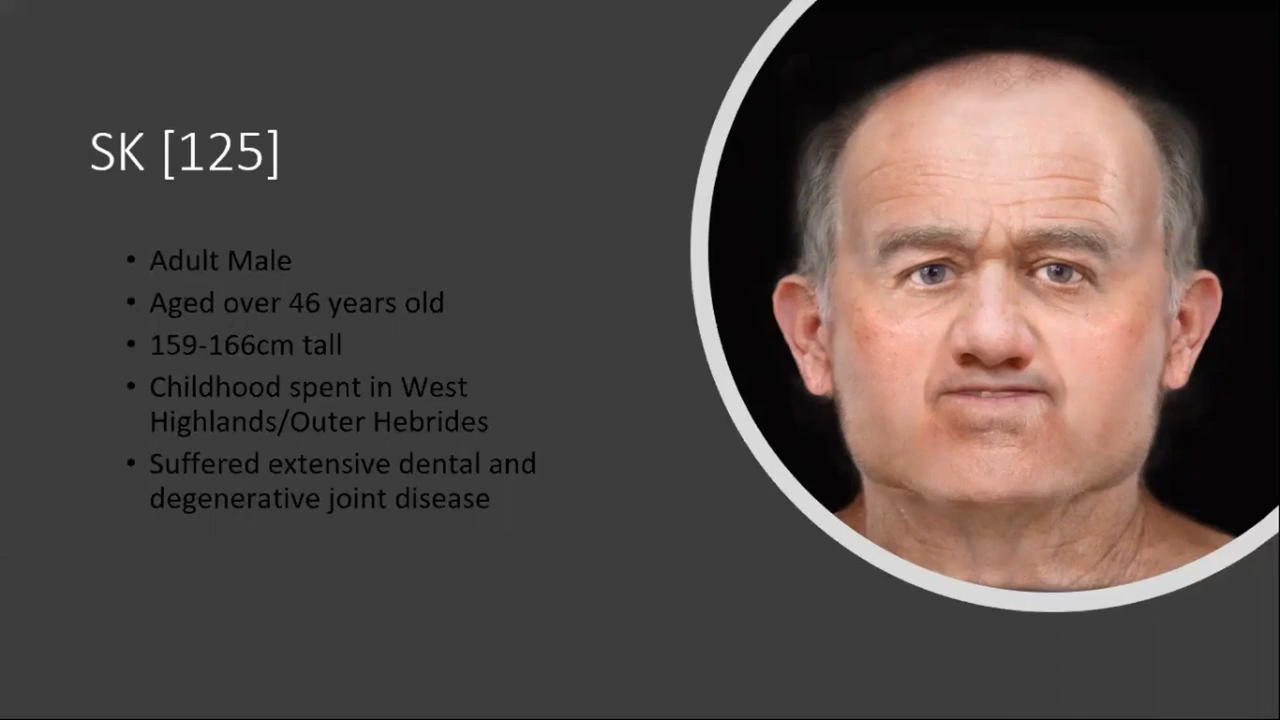 SK [125]
• Adult Male
• Aged over 46 years old
• 159-166cm tall
• Childhood spent in West
Highlands/Outer Hebrides
• Suffered extensive dental and
degenerative joint disease